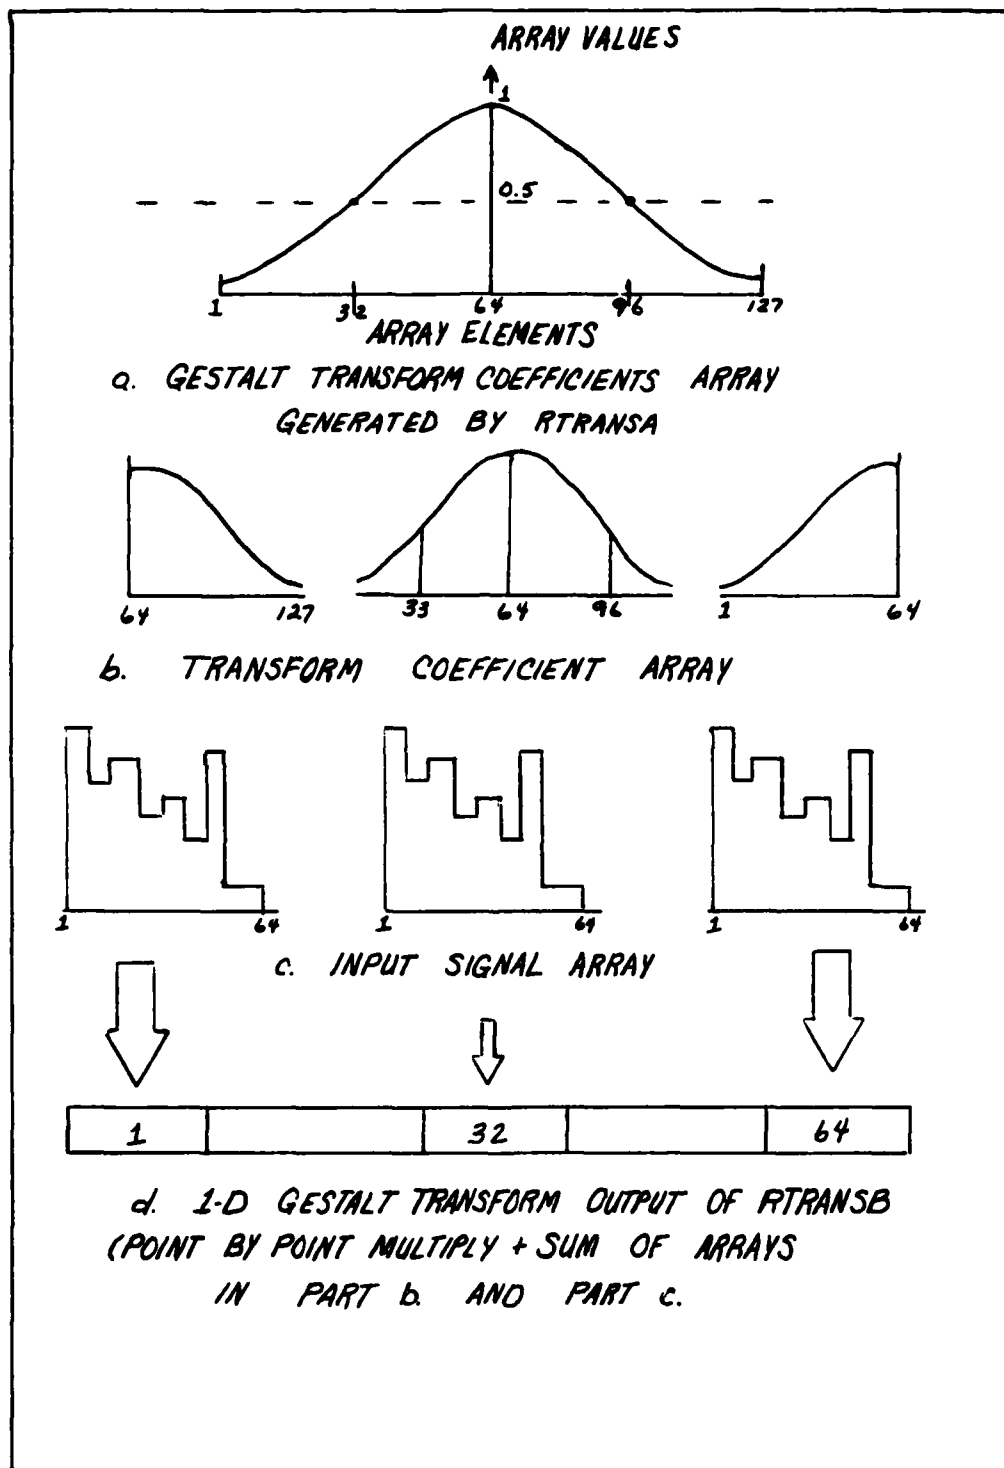 ARRAY VALUES
1
0.5
1 32 64 96 127
ARRAY ELEMENTS
a. GESTALT TRANSFORM COEFFICIENTS ARRAY
GENERATED BY RTRANSA
64 127 33 64 96 1 64
b. TRANSFORM COEFFICIENT ARRAY
1 64 1 64 1 64
c. INPUT SIGNAL ARRAY
1 32 64
d. 1-D GESTALT TRANSFORM OUTPUT OF RTRANSB
(POINT BY POINT MULTIPLY + SUM OF ARRAYS
IN PART b. AND PART c.